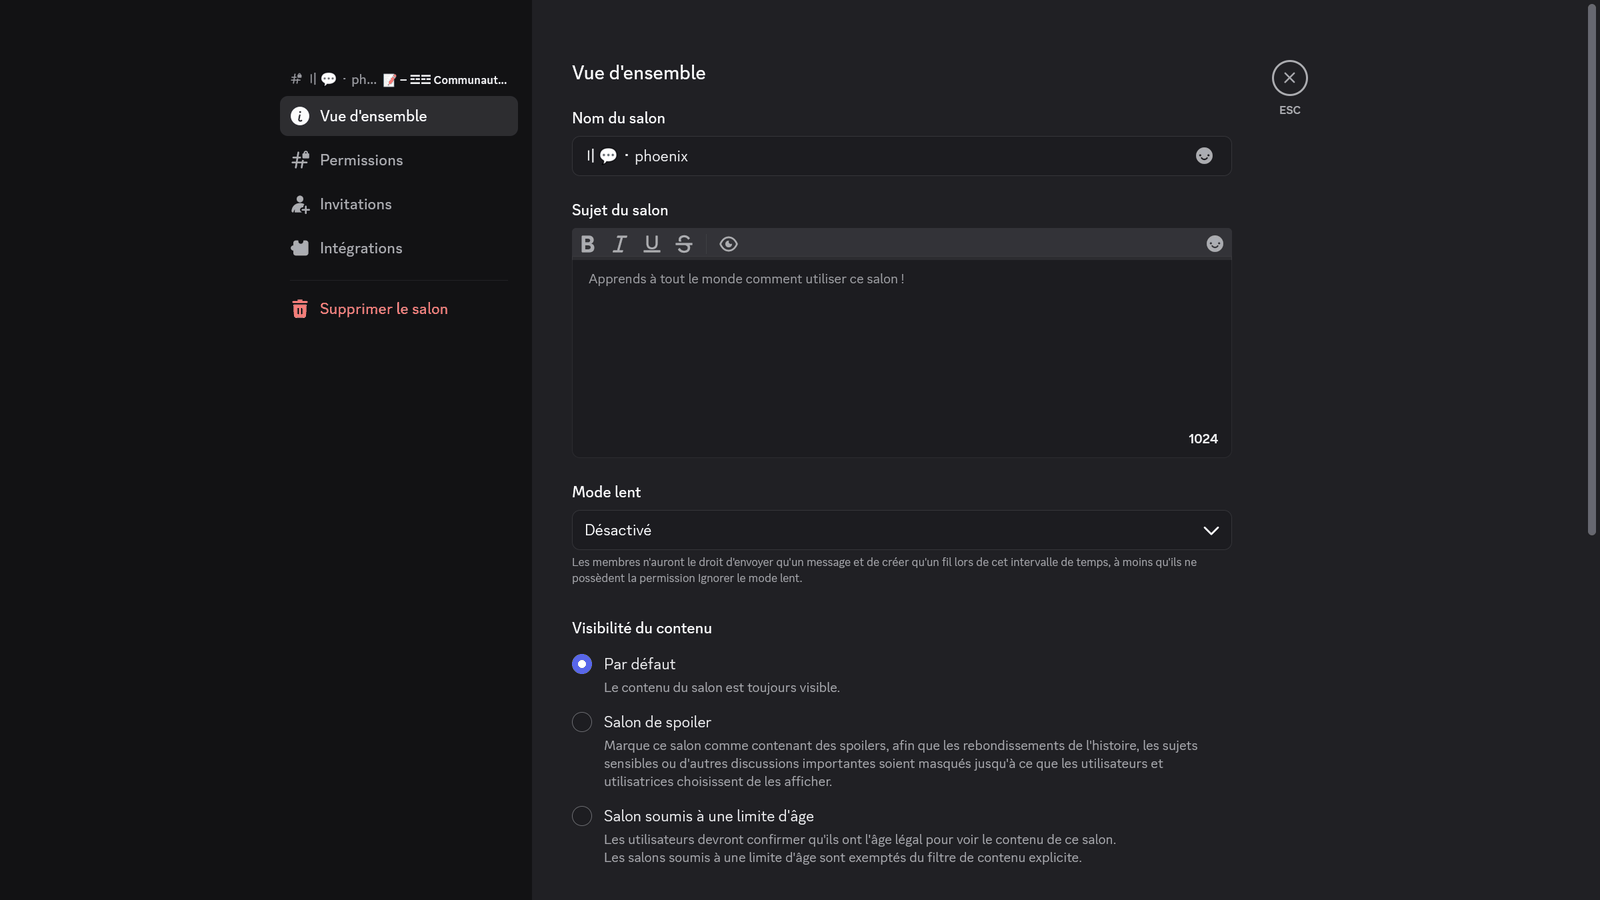 ph... 📝 – ☷☷ Communaut...
Vue d'ensemble
Permissions
Invitations
Intégrations
Supprimer le salon
Vue d'ensemble
ESC
Nom du salon
〢💬・phoenix
Sujet du salon
B I U S
Apprends à tout le monde comment utiliser ce salon !
1024
Mode lent
Désactivé
Les membres n'auront le droit d'envoyer qu'un message et de créer qu'un fil lors de cet intervalle de temps, à moins qu'ils ne
possèdent la permission Ignorer le mode lent.
Visibilité du contenu
Par défaut
Le contenu du salon est toujours visible.
Salon de spoiler
Marque ce salon comme contenant des spoilers, afin que les rebondissements de l'histoire, les sujets
sensibles ou d'autres discussions importantes soient masqués jusqu'à ce que les utilisateurs et
utilisatrices choisissent de les afficher.
Salon soumis à une limite d'âge
Les utilisateurs devront confirmer qu'ils ont l'âge légal pour voir le contenu de ce salon.
Les salons soumis à une limite d'âge sont exemptés du filtre de contenu explicite.